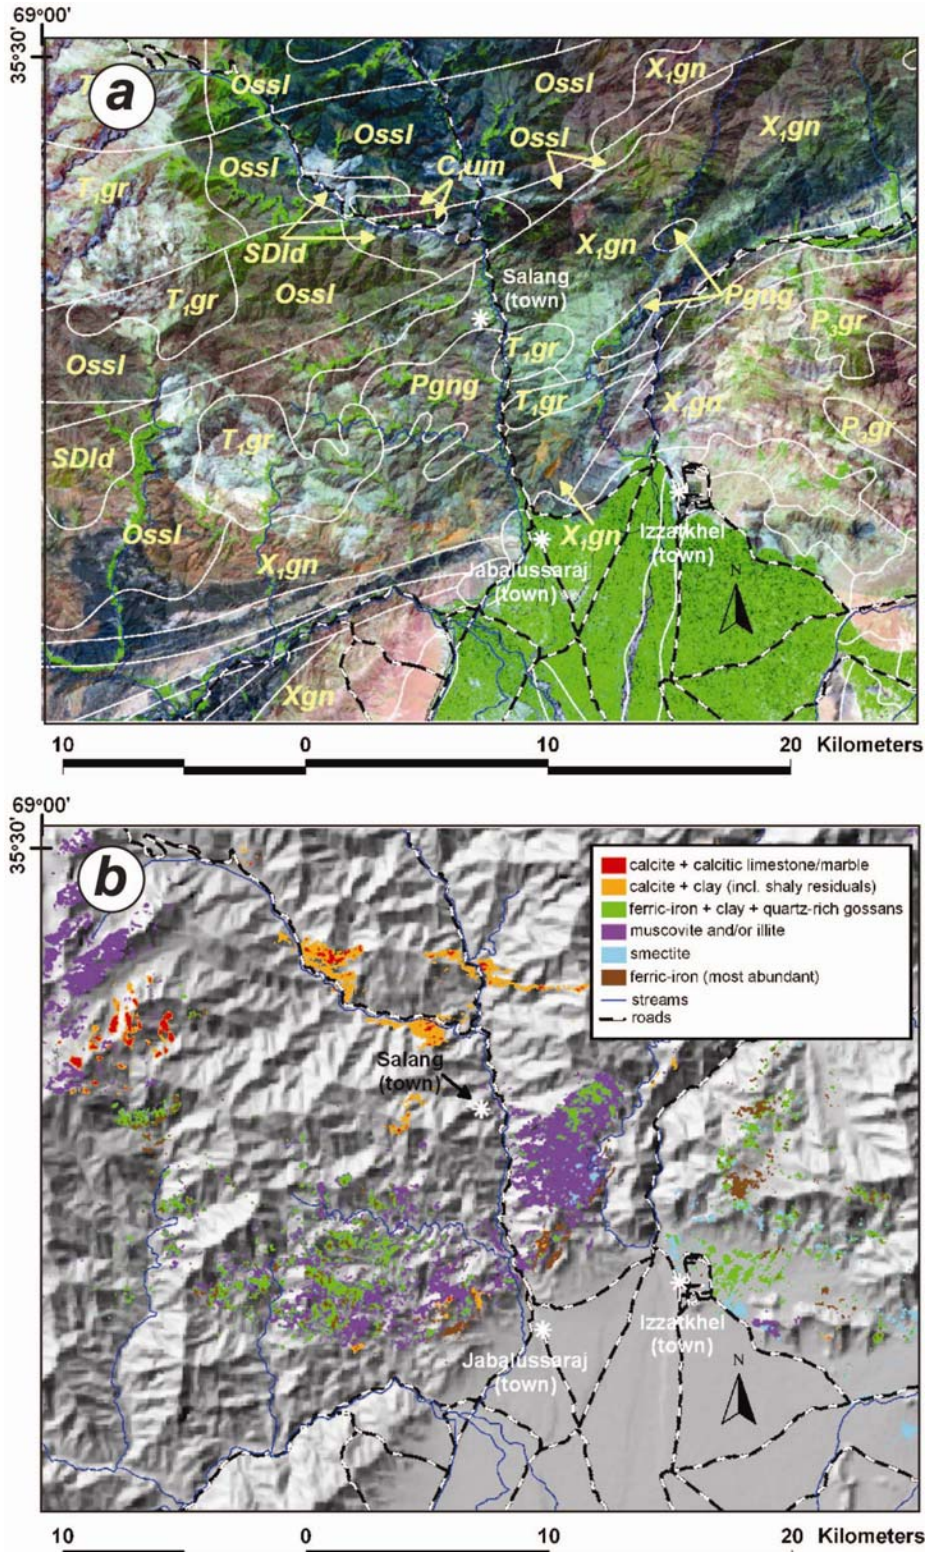 69°00'
35°30'
a
Ossl
X₁gn
Ossl
X₁gn
Ossl
Ossl
Ossl
C₁um
T₁gr
SDld
X₁gn
Ossl
Pgng
T₁gr
Salang
(town)
P₃gr
Ossl
T₁gr
Pgng
T₁gr
X₁gn
T₁gr
P₃gr
SDld
Ossl
X₁gn
X₁gn
Izzatkhel
(town)
Jabalussaraj
(town)
N
Xgn
10 0 10 20 Kilometers
69°00'
35°30'
b
calcite + calcitic limestone/marble
calcite + clay (incl. shaly residuals)
ferric-iron + clay + quartz-rich gossans
muscovite and/or illite
smectite
ferric-iron (most abundant)
streams
roads
Salang
(town)
Izzatkhel
(town)
Jabalussaraj
(town)
N
10 0 10 20 Kilometers